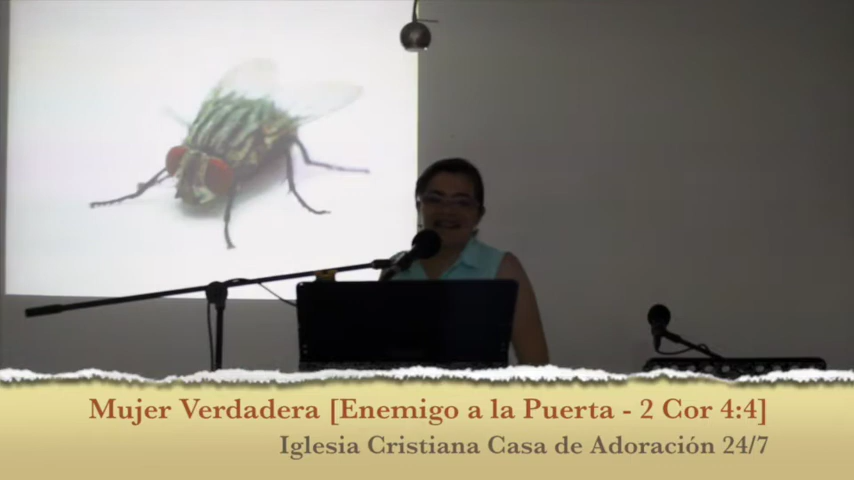 Mujer Verdadera [Enemigo a la Puerta - 2 Cor 4:4]
Iglesia Cristiana Casa de Adoración 24/7